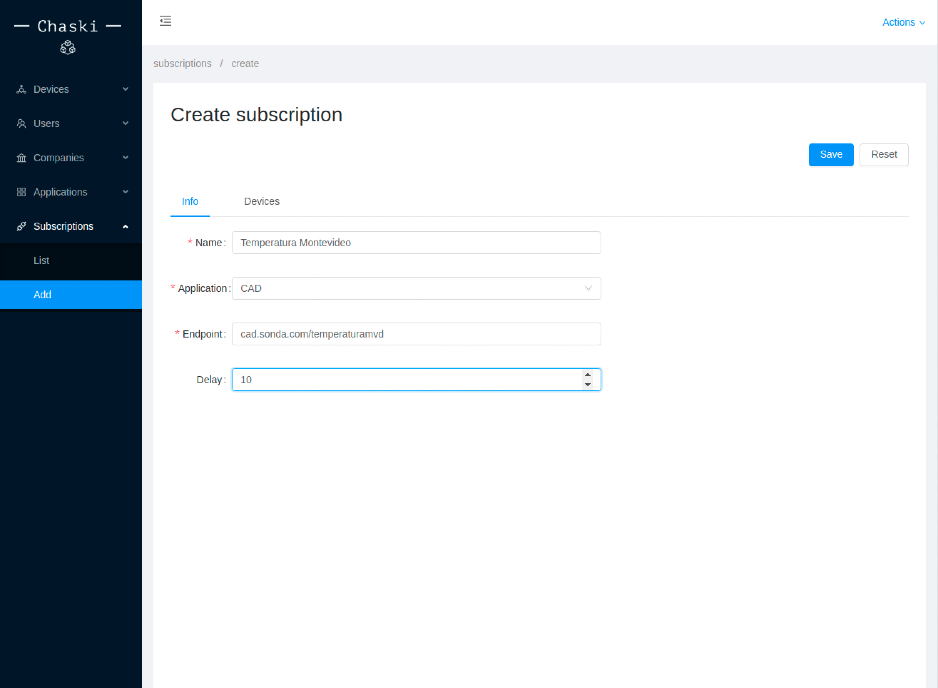 Chaski
Actions
subscriptions / create
Devices
Users
Companies
Applications
Subscriptions
List
Add
Create subscription
Save Reset
Info Devices
* Name : Temperatura Montevideo
* Application : CAD
* Endpoint : cad.sonda.com/temperaturamvd
Delay : 10